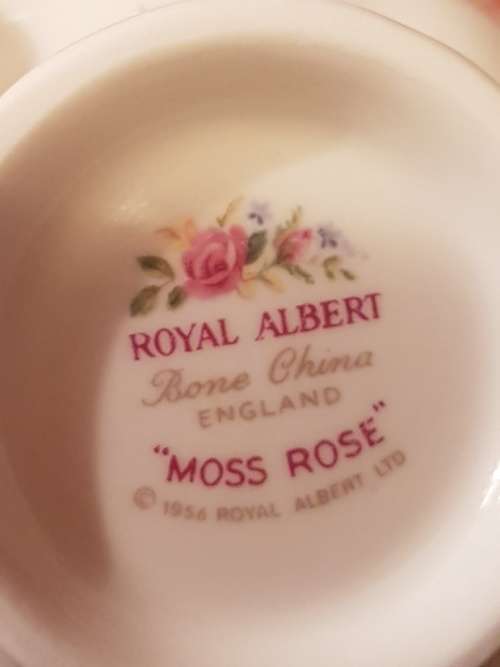 ROYAL ALBERT
Bone China
ENGLAND
"MOSS ROSE"
© 1956 ROYAL ALBERT LTD